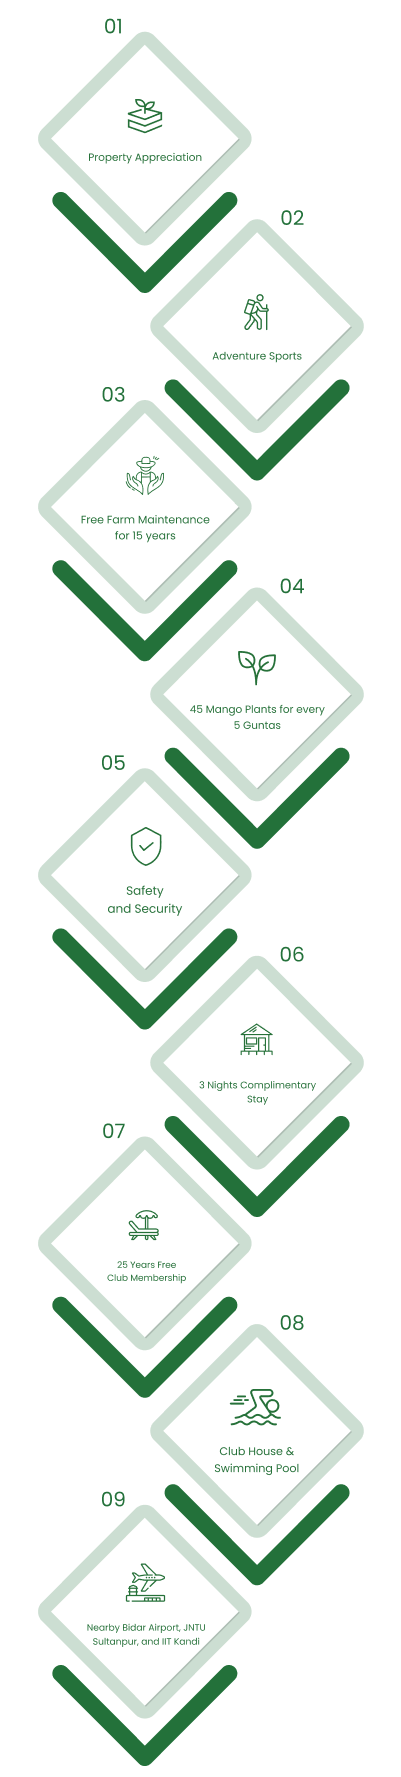 01
Property Appreciation
02
Adventure Sports
03
Free Farm Maintenance
for 15 years
04
45 Mango Plants for every
5 Guntas
05
Safety
and Security
06
3 Nights Complimentary
Stay
07
25 Years Free
Club Membership
08
Club House &
Swimming Pool
09
Nearby Bidar Airport, JNTU
Sultanpur, and IIT Kandi